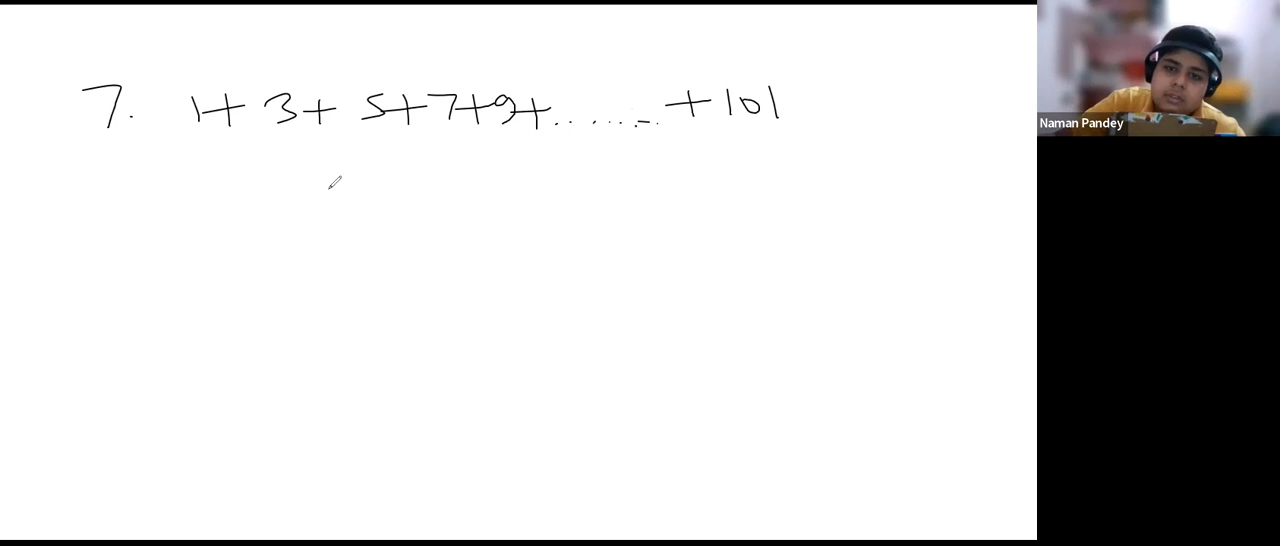 7. 1+ 3+ 5+7+9+........ +101
Naman Pandey